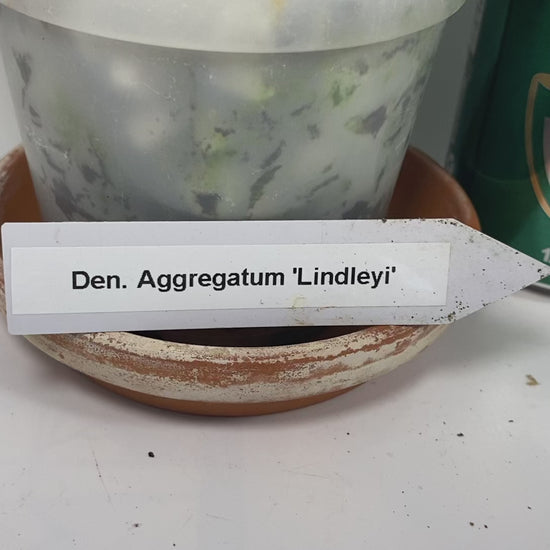 Den. Aggregatum 'Lindleyi'